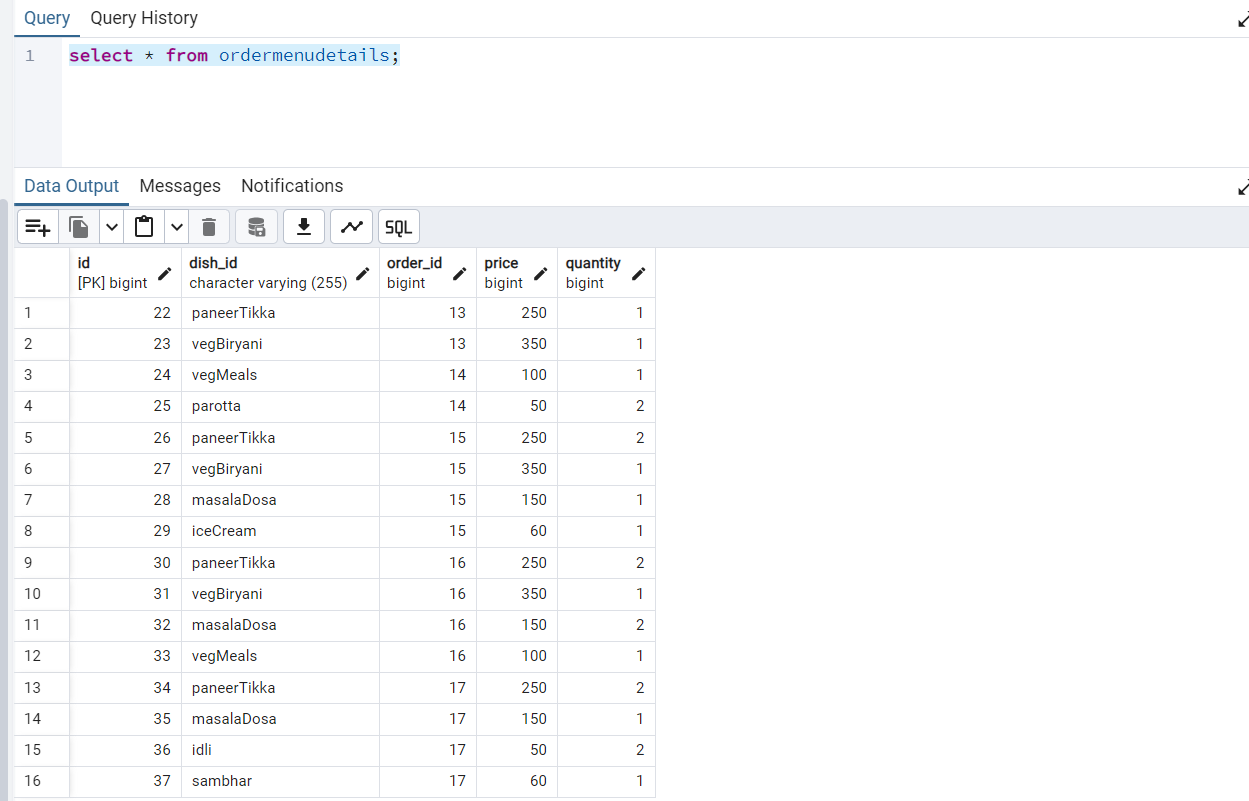 Query Query History
1 select * from ordermenudetails;
Data Output Messages Notifications
SQL
id dish_id order_id price quantity
[PK] bigint character varying (255) bigint bigint bigint
1 22 paneerTikka 13 250 1
2 23 vegBiryani 13 350 1
3 24 vegMeals 14 100 1
4 25 parotta 14 50 2
5 26 paneerTikka 15 250 2
6 27 vegBiryani 15 350 1
7 28 masalaDosa 15 150 1
8 29 iceCream 15 60 1
9 30 paneerTikka 16 250 2
10 31 vegBiryani 16 350 1
11 32 masalaDosa 16 150 2
12 33 vegMeals 16 100 1
13 34 paneerTikka 17 250 2
14 35 masalaDosa 17 150 1
15 36 idli 17 50 2
16 37 sambhar 17 60 1